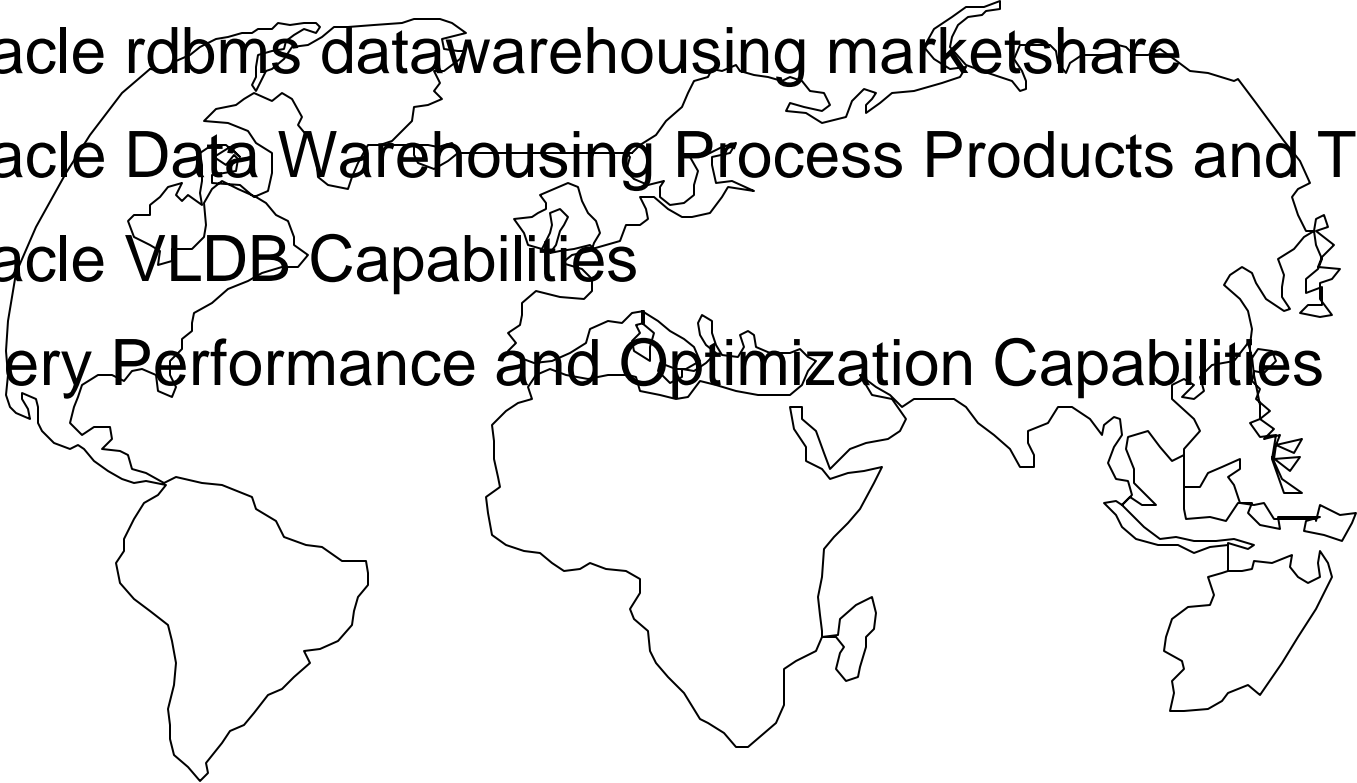 acle rdbms datawarehousing marketshare
acle Data Warehousing Process Products and T
acle VLDB Capabilities
ery Performance and Optimization Capabilities